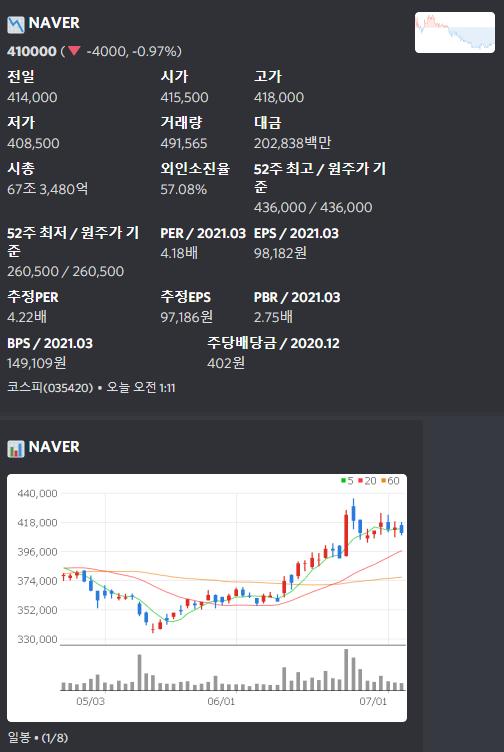 NAVER
410000 (▼ -4000, -0.97%)
전일 시가 고가
414,000 415,500 418,000
저가 거래량 대금
408,500 491,565 202,838백만
시총 외인소진율 52주 최고 / 원주가 기
준
67조 3,480억 57.08%
436,000 / 436,000
52주 최저 / 원주가 기 PER / 2021.03 EPS / 2021.03
준 4.18배 98,182원
260,500 / 260,500
추정PER 추정EPS PBR / 2021.03
4.22배 97,186원 2.75배
BPS / 2021.03 주당배당금 / 2020.12
149,109원 402원
코스피(035420) • 오늘 오전 1:11
NAVER
5 20 60
440,000
418,000
396,000
374,000
352,000
330,000
05/03 06/01 07/01
일봉 • (1/8)